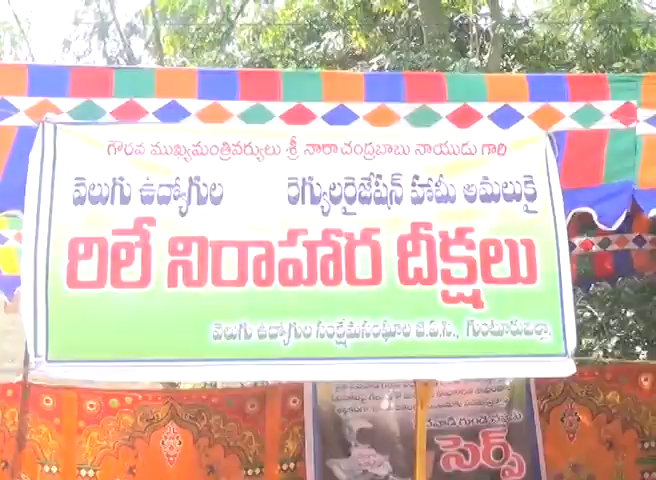 గౌరవ ముఖ్యమంత్రివర్యులు శ్రీ నారాచంద్రబాబు నాయుడు గారి
వెలుగు ఉద్యోగుల రెగ్యులరైజేషన్ హామీ అమలుకై
రిలే నిరాహార దీక్షలు
వెలుగు ఉద్యోగుల సంక్షేమసంఘాల జె.ఏ.సి., గుంటూరుజిల్లా.
సెర్ప్